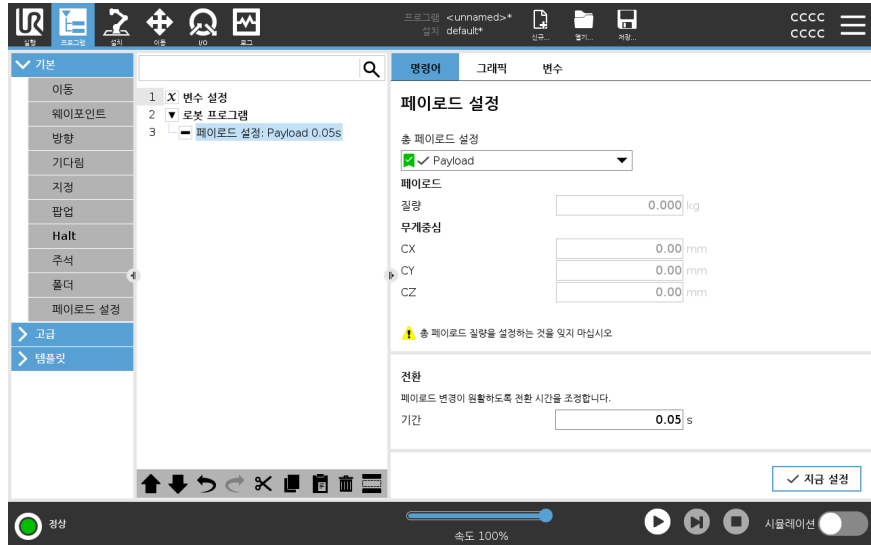 UR
실행
프로그램
설치
이동
I/O
로그
프로그램 <unnamed>*
설치 default*
신규...
열기...
저장...
cccc
cccc
기본
이동
웨이포인트
방향
기다림
지정
팝업
Halt
주석
폴더
페이로드 설정
고급
템플릿
1 X 변수 설정
2 로봇 프로그램
3 페이로드 설정: Payload 0.05s
명령어 그래픽 변수
페이로드 설정
총 페이로드 설정
Payload
페이로드
질량 0.000 kg
무게중심
CX 0.00 mm
CY 0.00 mm
CZ 0.00 mm
총 페이로드 질량을 설정하는 것을 잊지 마십시오
전환
페이로드 변경이 원활하도록 전환 시간을 조정합니다.
기간 0.05 s
지금 설정
정상
속도 100%
시뮬레이션